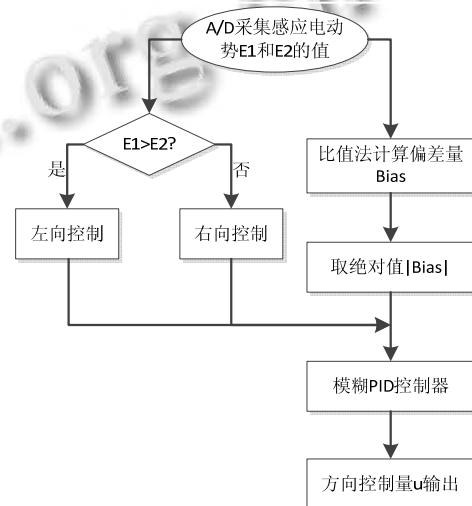 A/D采集感应电动
势E1和E2的值
E1>E2?
是
否
左向控制
右向控制
比值法计算偏差量
Bias
取绝对值|Bias|
模糊PID控制器
方向控制量u输出
.org